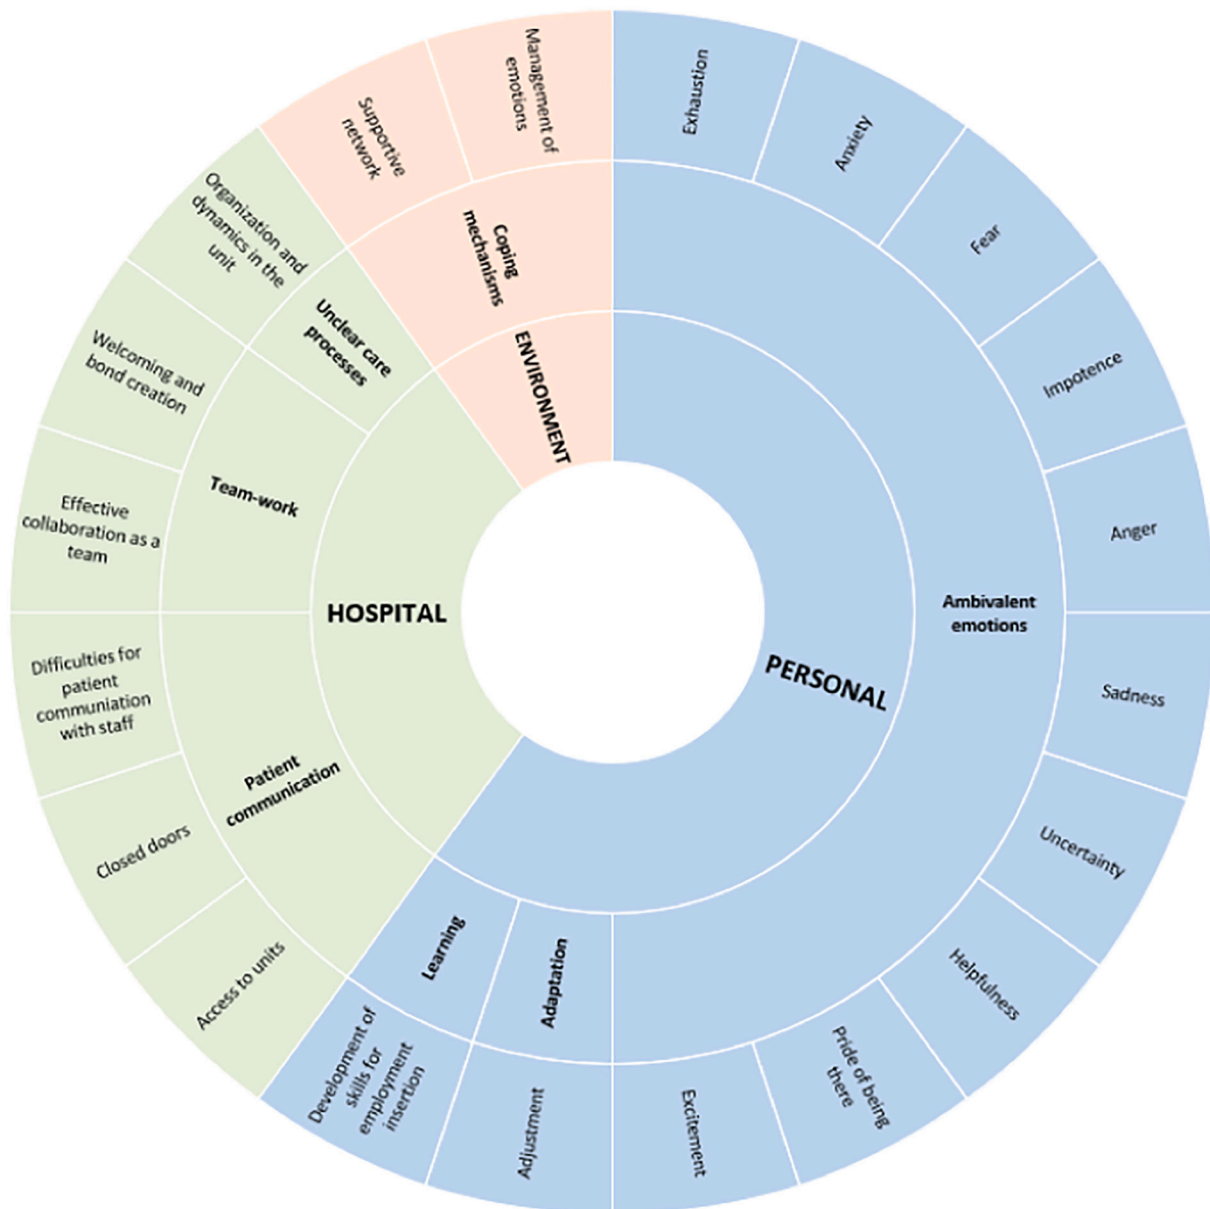 Management of
emotions
Supportive
network
Coping
mechanisms
ENVIRONMENT
Exhaustion
Anxiety
Fear
Impotence
Anger
Sadness
Uncertainty
Helpfulness
Pride of being
there
Excitement
Ambivalent
emotions
PERSONAL
Adjustment
Adaptation
Development of
skills for
employment
insertion
Learning
Organization and
dynamics in the
unit
Unclear care
processes
Welcoming and
bond creation
Effective
collaboration as a
team
Team-work
HOSPITAL
Difficulties for
patient
communiation
with staff
Closed doors
Access to units
Patient
communication